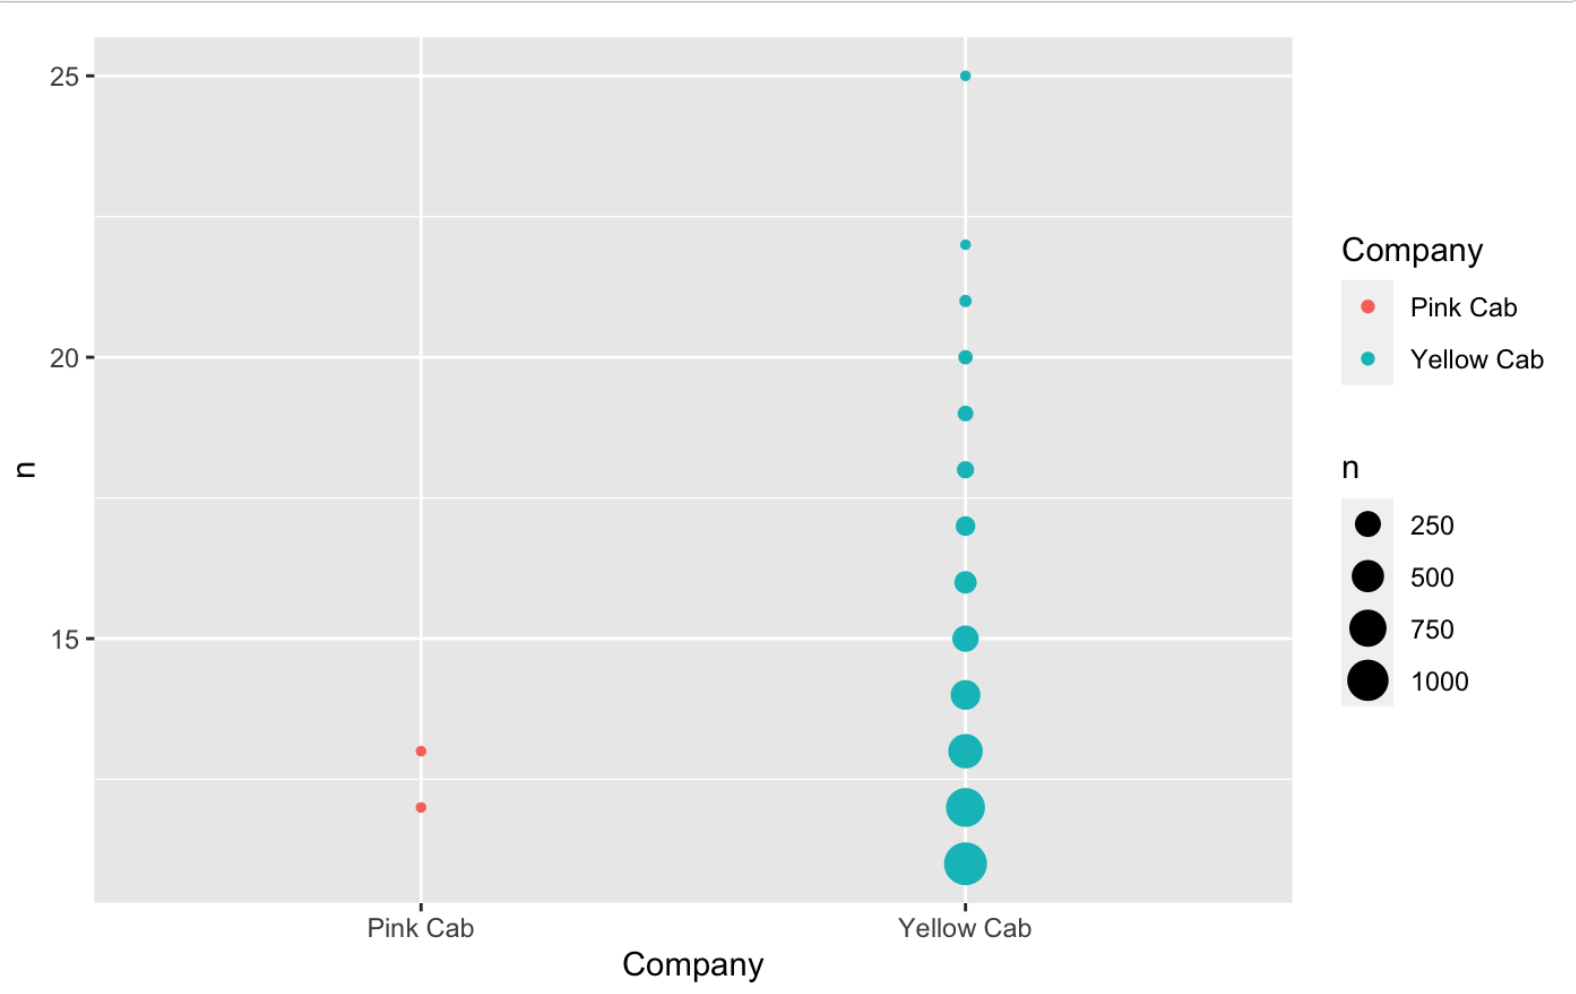 25
20
15
n
Pink Cab
Yellow Cab
Company
Company
Pink Cab
Yellow Cab
n
250
500
750
1000